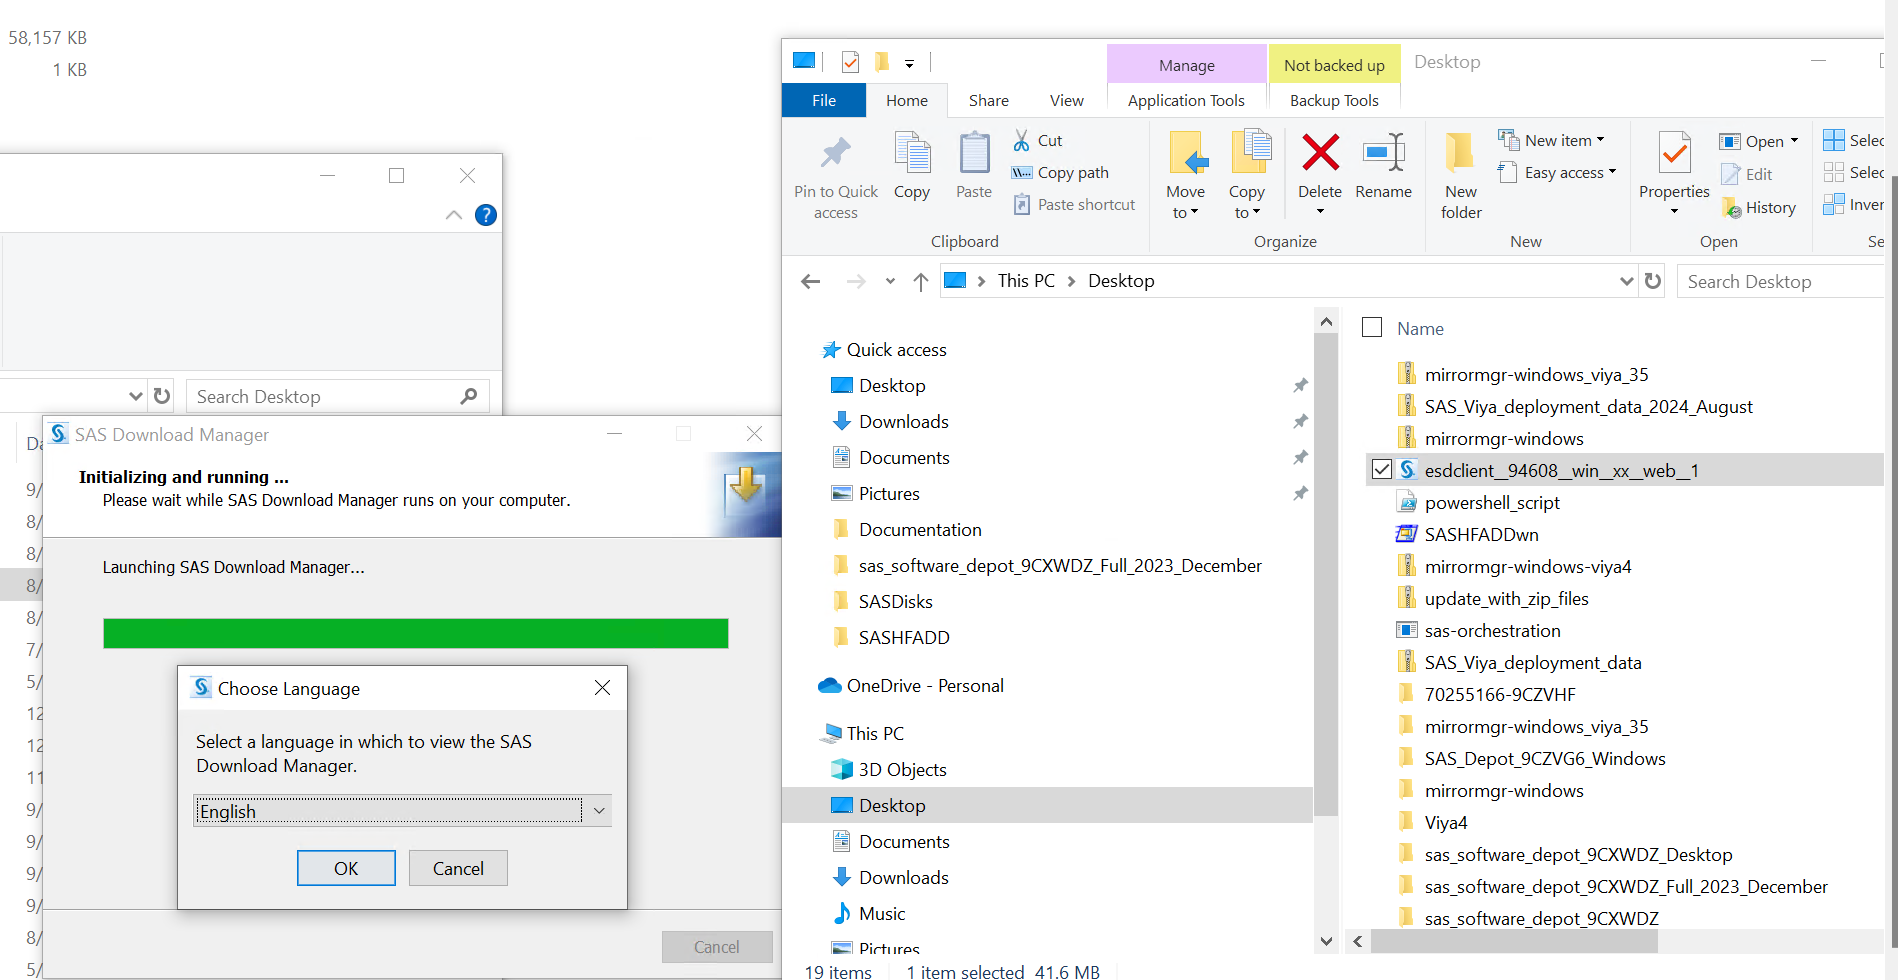 58,157 KB
1 KB
Search Desktop
Da
9/
8/
8/
8/
8/
7/
5/
12
12
11
9/
9/
9/
9/
8/
5/
SAS Download Manager
Initializing and running ...
Please wait while SAS Download Manager runs on your computer.
Launching SAS Download Manager...
Choose Language
Select a language in which to view the SAS
Download Manager.
English
OK
Cancel
Cancel
Manage
Not backed up
Desktop
File
Home
Share
View
Application Tools
Backup Tools
Pin to Quick
access
Copy
Paste
Cut
Copy path
Paste shortcut
Clipboard
Move
to
Copy
to
Delete
Rename
Organize
New
folder
New item
Easy access
New
Properties
Open
Edit
History
Open
Selec
Selec
Inver
Se
This PC
Desktop
Search Desktop
Quick access
Desktop
Downloads
Documents
Pictures
Documentation
sas_software_depot_9CXWDZ_Full_2023_December
SASDisks
SASHFADD
OneDrive - Personal
This PC
3D Objects
Desktop
Documents
Downloads
Music
Pictures
Name
mirrormgr-windows_viya_35
SAS_Viya_deployment_data_2024_August
mirrormgr-windows
esdclient__94608__win__xx__web__1
powershell_script
SASHFADDwn
mirrormgr-windows-viya4
update_with_zip_files
sas-orchestration
SAS_Viya_deployment_data
70255166-9CZVHF
mirrormgr-windows_viya_35
SAS_Depot_9CZVG6_Windows
mirrormgr-windows
Viya4
sas_software_depot_9CXWDZ_Desktop
sas_software_depot_9CXWDZ_Full_2023_December
sas_software_depot_9CXWDZ
19 items
1 item selected 41.6 MB